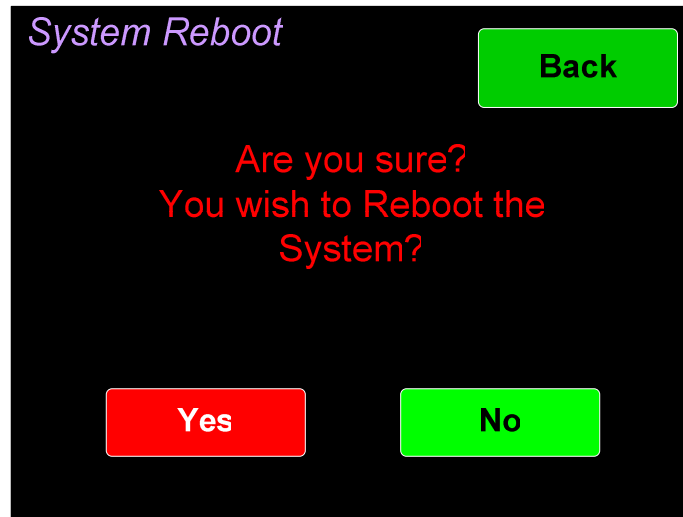 System Reboot
Back
Are you sure?
You wish to Reboot the
System?
Yes
No